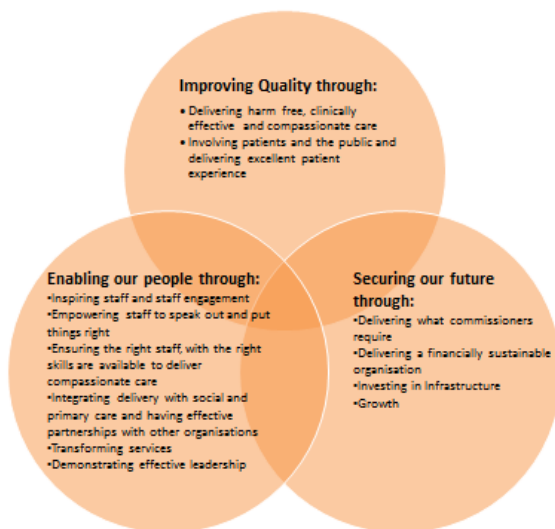 Improving Quality through:
• Delivering harm free, clinically
effective and compassionate care
• Involving patients and the public and
delivering excellent patient
experience
Enabling our people through:
•Inspiring staff and staff engagement
•Empowering staff to speak out and put
things right
•Ensuring the right staff, with the right
skills are available to deliver
compassionate care
•Integrating delivery with social and
primary care and having effective
partnerships with other organisations
•Transforming services
•Demonstrating effective leadership
Securing our future
through:
•Delivering what commissioners
require
•Delivering a financially sustainable
organisation
•Investing in Infrastructure
•Growth